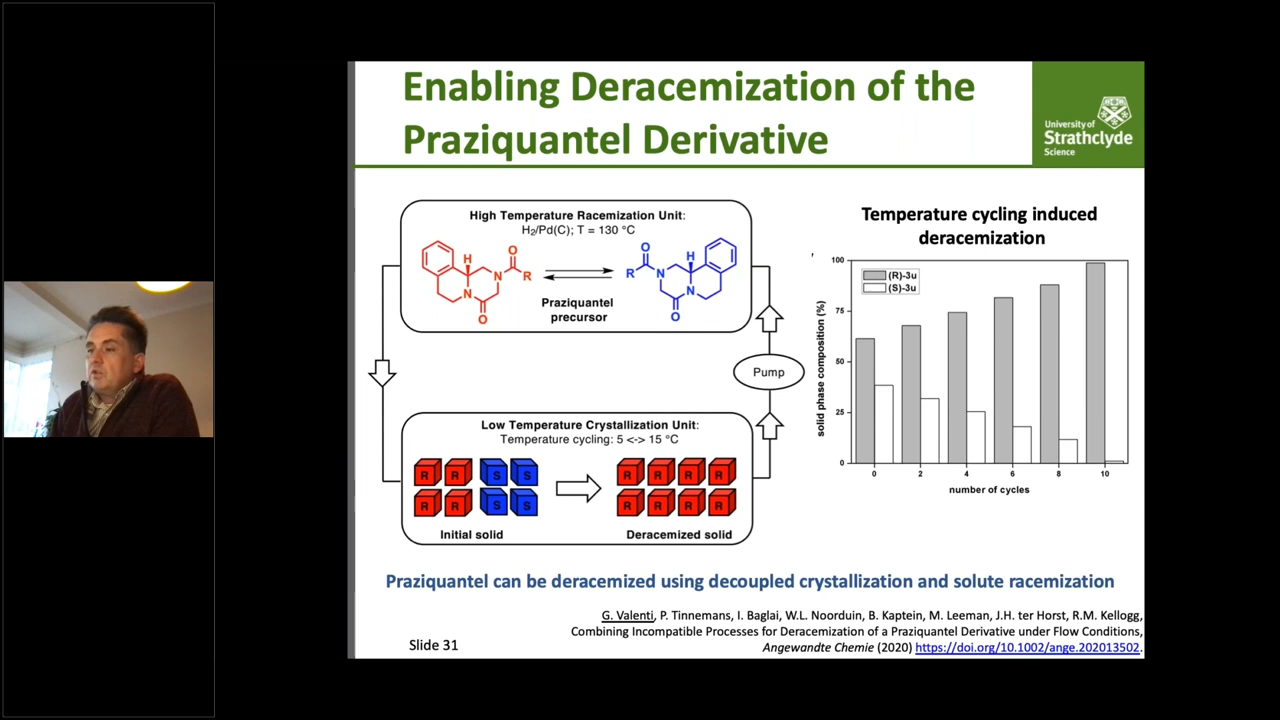 Enabling Deracemization of the
Praziquantel Derivative
University of
Strathclyde
Science
High Temperature Racemization Unit:
H₂/Pd(C); T = 130 °C
H
N
O
R
N
O
Praziquantel
precursor
O
R
N
H
N
O
Pump
Low Temperature Crystallization Unit:
Temperature cycling: 5 <-> 15 °C
R R S S
R R S S
R R R R
R R R R
Initial solid
Deracemized solid
Temperature cycling induced
deracemization
(R)-3u
(S)-3u
solid phase composition (%)
100
75
50
25
0
0 2 4 6 8 10
number of cycles
Praziquantel can be deracemized using decoupled crystallization and solute racemization
G. Valenti, P. Tinnemans, I. Baglai, W.L. Noorduin, B. Kaptein, M. Leeman, J.H. ter Horst, R.M. Kellogg,
Combining Incompatible Processes for Deracemization of a Praziquantel Derivative under Flow Conditions,
Angewandte Chemie (2020) https://doi.org/10.1002/ange.202013502.
Slide 31